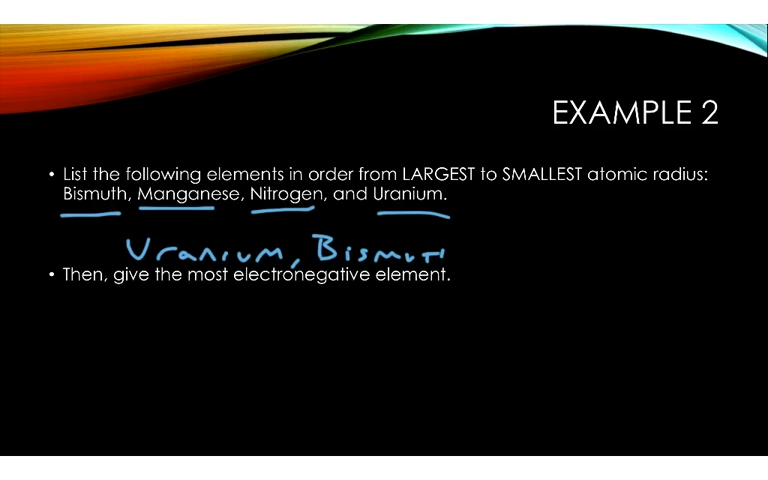 EXAMPLE 2
• List the following elements in order from LARGEST to SMALLEST atomic radius:
Bismuth, Manganese, Nitrogen, and Uranium.
Uranium, Bismut
• Then, give the most electronegative element.